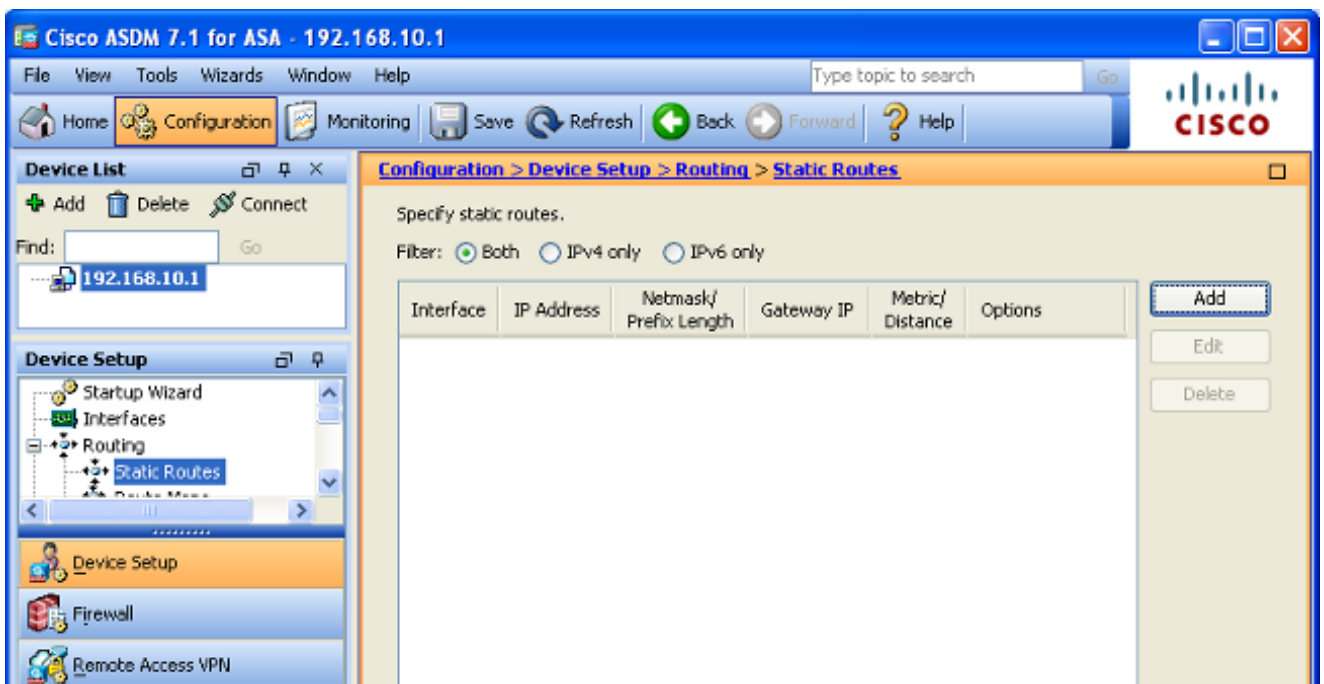 Cisco ASDM 7.1 for ASA - 192.168.10.1
File View Tools Wizards Window Help Type topic to search Go
Home Configuration Monitoring Save Refresh Back Forward Help
CISCO
Device List
Add Delete Connect
Find: Go
192.168.10.1
Device Setup
Startup Wizard
Interfaces
Routing
Static Routes
Device Setup
Firewall
Remote Access VPN
Configuration > Device Setup > Routing > Static Routes
Specify static routes.
Filter: Both IPv4 only IPv6 only
Interface IP Address Netmask/ Prefix Length Gateway IP Metric/ Distance Options
Add
Edit
Delete